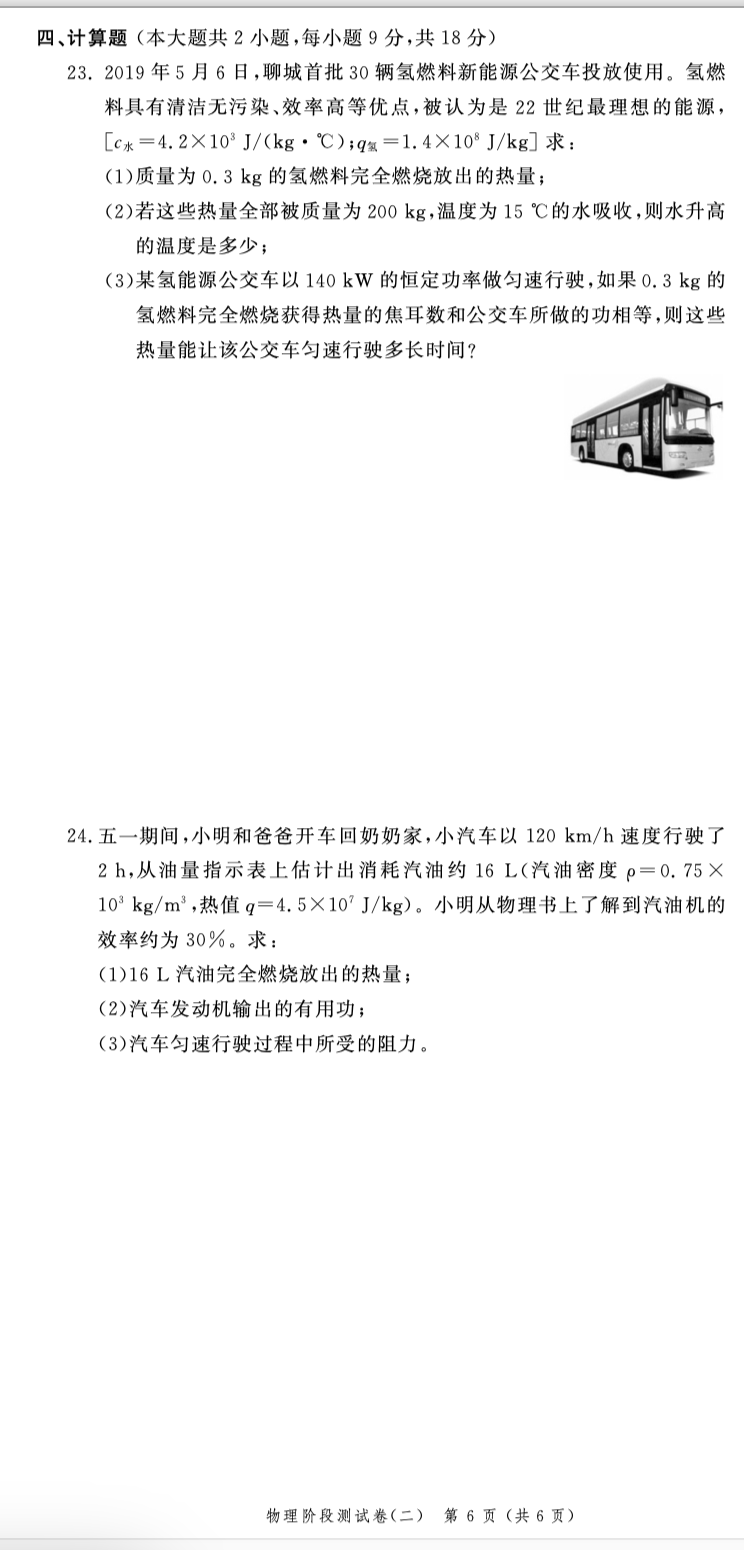 四、计算题(本大题共 2 小题,每小题 9 分,共 18 分)
23. 2019 年 5 月 6 日,聊城首批 30 辆氢燃料新能源公交车投放使用。氢燃
料具有清洁无污染、效率高等优点,被认为是 22 世纪最理想的能源,
[c水=4.2×10³ J/(kg·℃);q氢=1.4×10⁸ J/kg] 求:
(1)质量为 0.3 kg 的氢燃料完全燃烧放出的热量;
(2)若这些热量全部被质量为 200 kg,温度为 15 ℃的水吸收,则水升高
的温度是多少;
(3)某氢能源公交车以 140 kW 的恒定功率做匀速行驶,如果 0.3 kg 的
氢燃料完全燃烧获得热量的焦耳数和公交车所做的功相等,则这些
热量能让该公交车匀速行驶多长时间?
24. 五一期间,小明和爸爸开车回奶奶家,小汽车以 120 km/h 速度行驶了
2 h,从油量指示表上估计出消耗汽油约 16 L(汽油密度 ρ=0.75×
10³ kg/m³,热值 q=4.5×10⁷ J/kg)。小明从物理书上了解到汽油机的
效率约为 30%。求:
(1)16 L 汽油完全燃烧放出的热量;
(2)汽车发动机输出的有用功;
(3)汽车匀速行驶过程中所受的阻力。
物理阶段测试卷(二) 第 6 页(共 6 页)